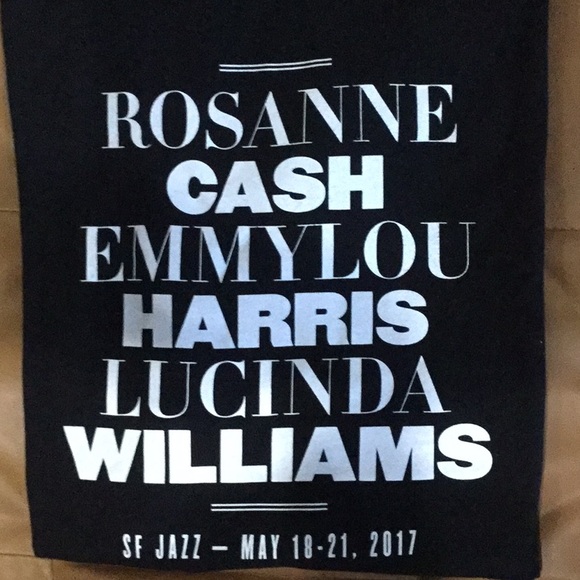 ROSANNE
CASH
EMMYLOU
HARRIS
LUCINDA
WILLIAMS
SF JAZZ – MAY 18-21, 2017